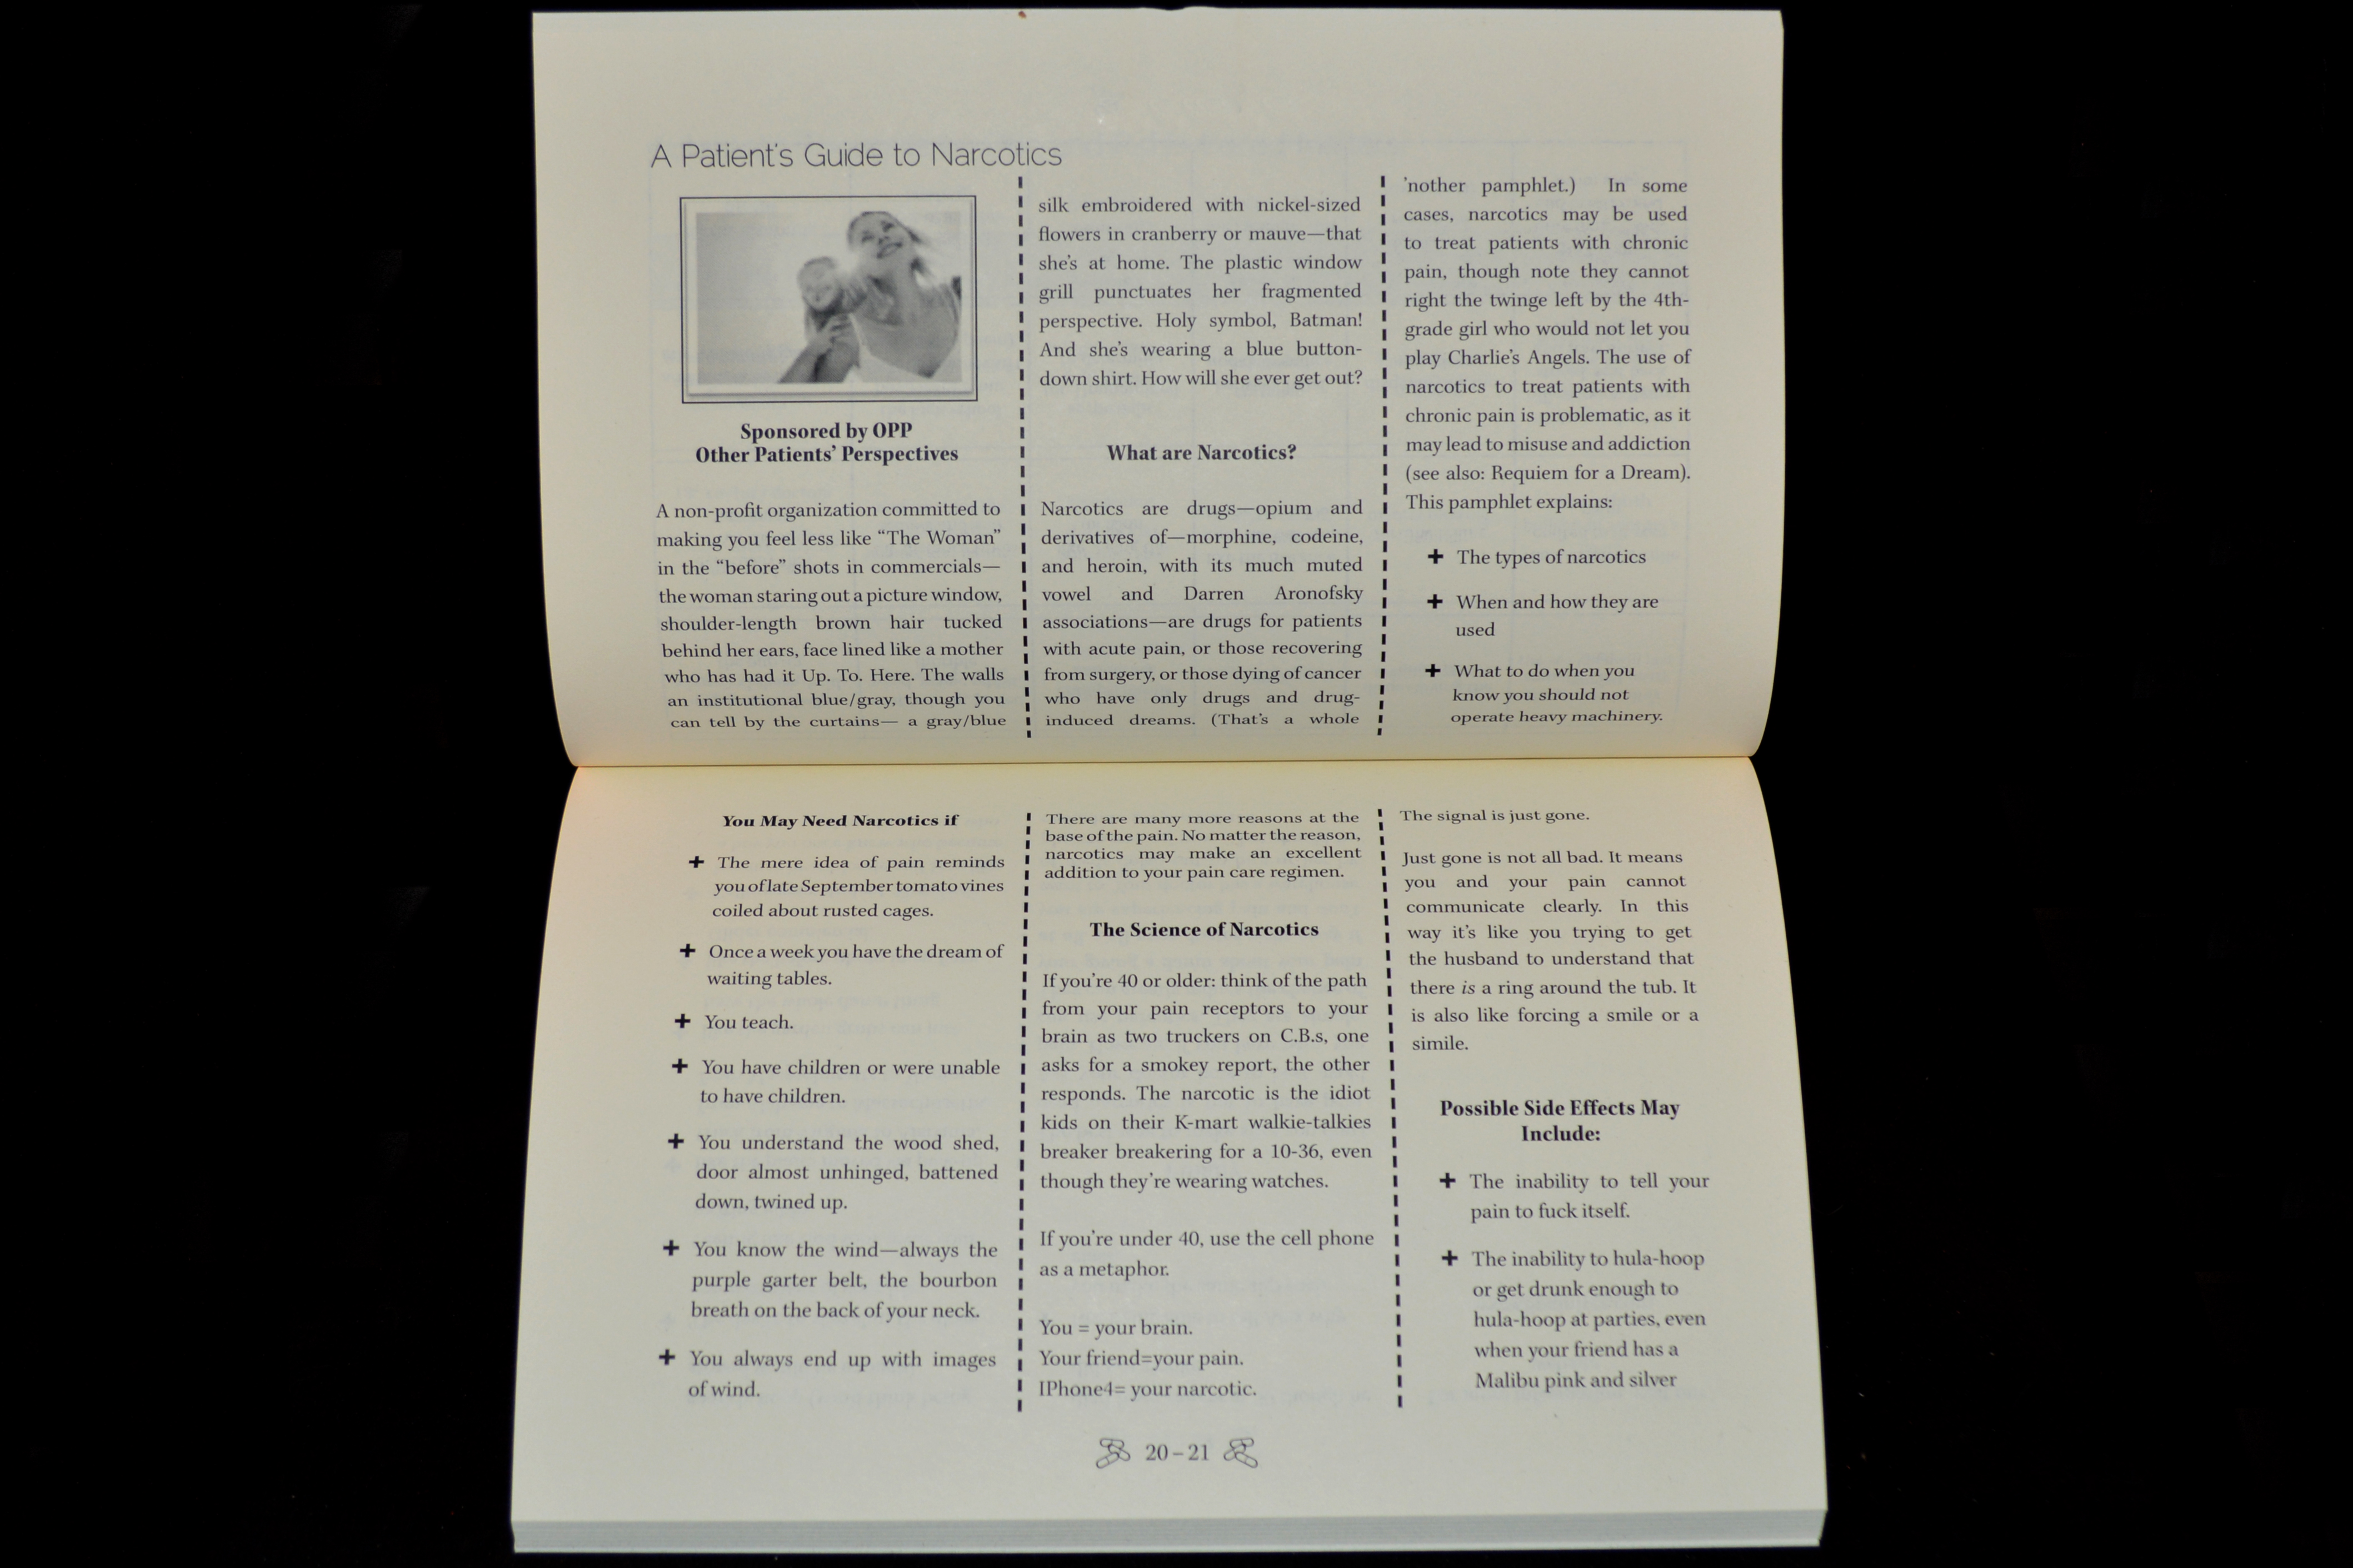 A Patient's Guide to Narcotics
Sponsored by OPP
Other Patients' Perspectives
A non-profit organization committed to
making you feel less like “The Woman”
in the “before” shots in commercials—
the woman staring out a picture window,
shoulder-length brown hair tucked
behind her ears, face lined like a mother
who has had it Up. To. Here. The walls
an institutional blue/gray, though you
can tell by the curtains— a gray/blue
silk embroidered with nickel-sized
flowers in cranberry or mauve—that
she's at home. The plastic window
grill punctuates her fragmented
perspective. Holy symbol, Batman!
And she's wearing a blue button-
down shirt. How will she ever get out?
What are Narcotics?
Narcotics are drugs—opium and
derivatives of—morphine, codeine,
and heroin, with its much muted
vowel and Darren Aronofsky
associations—are drugs for patients
with acute pain, or those recovering
from surgery, or those dying of cancer
who have only drugs and drug-
induced dreams. (That's a whole
'nother pamphlet.) In some
cases, narcotics may be used
to treat patients with chronic
pain, though note they cannot
right the twinge left by the 4th-
grade girl who would not let you
play Charlie's Angels. The use of
narcotics to treat patients with
chronic pain is problematic, as it
may lead to misuse and addiction
(see also: Requiem for a Dream).
This pamphlet explains:
+ The types of narcotics
+ When and how they are
used
+ What to do when you
know you should not
operate heavy machinery.
You May Need Narcotics if
+ The mere idea of pain reminds
you of late September tomato vines
coiled about rusted cages.
+ Once a week you have the dream of
waiting tables.
+ You teach.
+ You have children or were unable
to have children.
+ You understand the wood shed,
door almost unhinged, battened
down, twined up.
+ You know the wind—always the
purple garter belt, the bourbon
breath on the back of your neck.
+ You always end up with images
of wind.
There are many more reasons at the
base of the pain. No matter the reason,
narcotics may make an excellent
addition to your pain care regimen.
The Science of Narcotics
If you're 40 or older: think of the path
from your pain receptors to your
brain as two truckers on C.B.s, one
asks for a smokey report, the other
responds. The narcotic is the idiot
kids on their K-mart walkie-talkies
breaker breakering for a 10-36, even
though they're wearing watches.
If you're under 40, use the cell phone
as a metaphor.
You = your brain.
Your friend=your pain.
IPhone4= your narcotic.
The signal is just gone.
Just gone is not all bad. It means
you and your pain cannot
communicate clearly. In this
way it's like you trying to get
the husband to understand that
there is a ring around the tub. It
is also like forcing a smile or a
simile.
Possible Side Effects May
Include:
+ The inability to tell your
pain to fuck itself.
+ The inability to hula-hoop
or get drunk enough to
hula-hoop at parties, even
when your friend has a
Malibu pink and silver
20–21